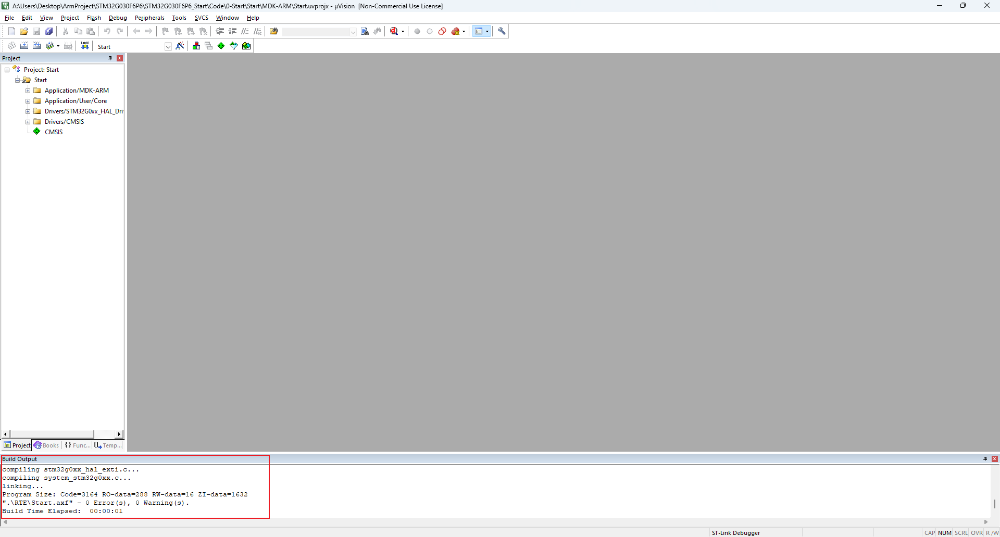 A:\Users\Desktop\ArmProject\STM32G030F6P6\STM32G030F6P6_Start\Code\0-Start\Start\MDK-ARM\Start.uvprojx - µVision [Non-Commercial Use License]
File Edit View Project Flash Debug Peripherals Tools SVCS Window Help
LOAD
Start
Project
Project: Start
Start
Application/MDK-ARM
Application/User/Core
Drivers/STM32G0xx_HAL_Dri
Drivers/CMSIS
CMSIS
Project Books {} Func... Temp...
Build Output
compiling stm32g0xx_hal_exti.c...
compiling system_stm32g0xx.c...
linking...
Program Size: Code=3164 RO-data=288 RW-data=16 ZI-data=1632
".\RTE\Start.axf" - 0 Error(s), 0 Warning(s).
Build Time Elapsed:  00:00:01
ST-Link Debugger CAP NUM SCRL OVR R/W